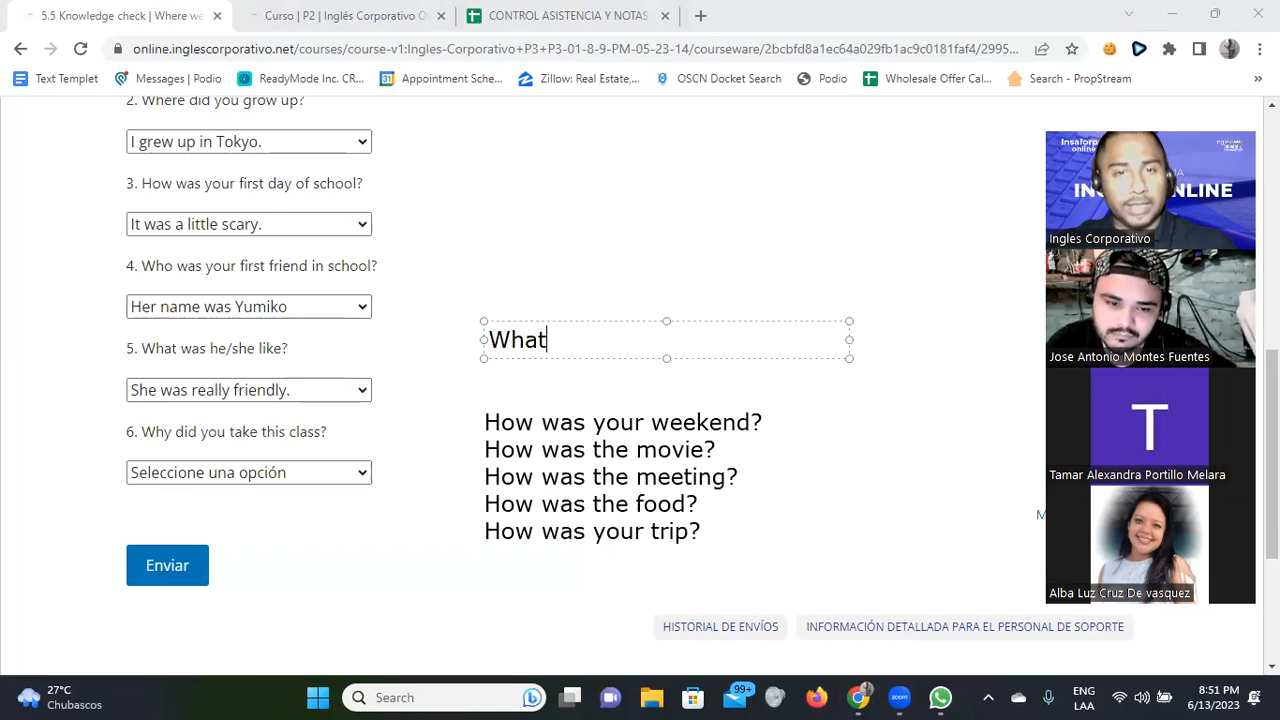 5.5 Knowledge check | Where we
Curso | P2 | Inglés Corporativo O
CONTROL ASISTENCIA Y NOTAS
online.inglescorporativo.net/courses/course-v1:Ingles-Corporativo+P3+P3-01-8-9-PM-05-23-14/courseware/2bcbfd8a1ec64a029fb1ac9c0181faf4/2995...
Text Templet
Messages | Podio
ReadyMode Inc. CR...
Appointment Sche...
Zillow: Real Estate,...
OSCN Docket Search
Podio
Wholesale Offer Cal...
Search - PropStream
2. Where did you grow up?
I grew up in Tokyo.
3. How was your first day of school?
It was a little scary.
4. Who was your first friend in school?
Her name was Yumiko
5. What was he/she like?
She was really friendly.
6. Why did you take this class?
Seleccione una opción
Enviar
What
How was your weekend?
How was the movie?
How was the meeting?
How was the food?
How was your trip?
HISTORIAL DE ENVÍOS
INFORMACIÓN DETALLADA PARA EL PERSONAL DE SOPORTE
Ingles Corporativo
Jose Antonio Montes Fuentes
T
Tamar Alexandra Portillo Melara
Alba Luz Cruz De vasquez
27°C
Chubascos
Search
99+
ENG
LAA
8:51 PM
6/13/2023